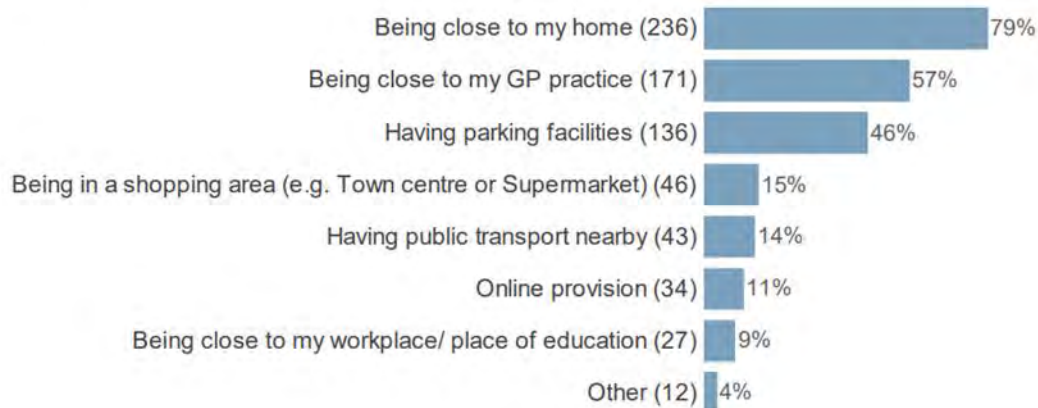 Being close to my home (236) 79%
Being close to my GP practice (171) 57%
Having parking facilities (136) 46%
Being in a shopping area (e.g. Town centre or Supermarket) (46) 15%
Having public transport nearby (43) 14%
Online provision (34) 11%
Being close to my workplace/ place of education (27) 9%
Other (12) 4%